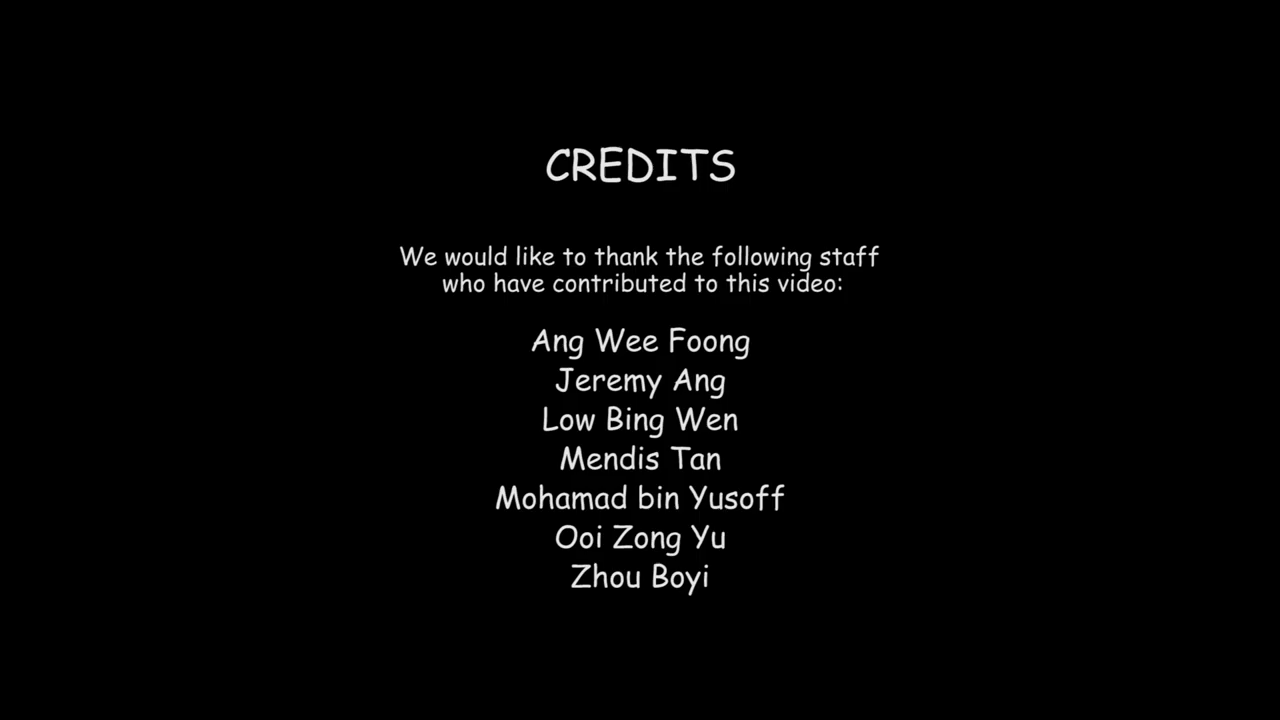 CREDITS
We would like to thank the following staff
who have contributed to this video:
Ang Wee Foong
Jeremy Ang
Low Bing Wen
Mendis Tan
Mohamad bin Yusoff
Ooi Zong Yu
Zhou Boyi